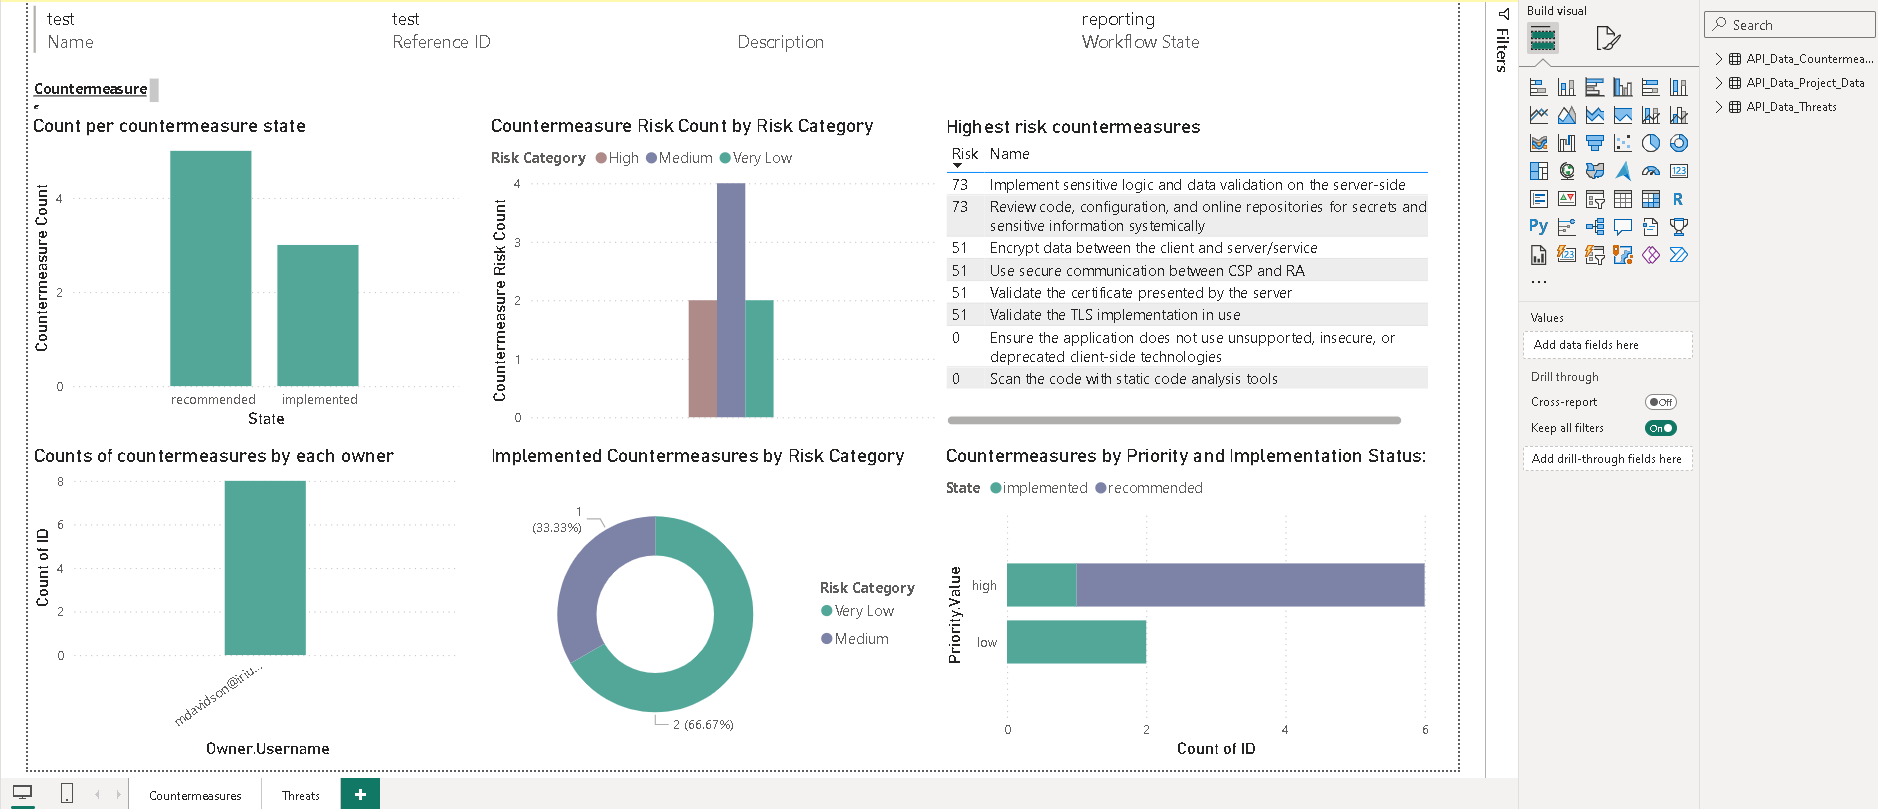 test
Name
test
Reference ID
Description
reporting
Workflow State
Countermeasure
Count per countermeasure state
Countermeasure Count
4
2
0
recommended
implemented
State
Countermeasure Risk Count by Risk Category
Risk Category High Medium Very Low
Countermeasure Risk Count
4
3
2
1
0
Highest risk countermeasures
Risk Name
73 Implement sensitive logic and data validation on the server-side
73 Review code, configuration, and online repositories for secrets and
sensitive information systemically
51 Encrypt data between the client and server/service
51 Use secure communication between CSP and RA
51 Validate the certificate presented by the server
51 Validate the TLS implementation in use
0 Ensure the application does not use unsupported, insecure, or
deprecated client-side technologies
0 Scan the code with static code analysis tools
Counts of countermeasures by each owner
Count of ID
8
6
4
2
0
mdavidson@iriu...
Owner.Username
Implemented Countermeasures by Risk Category
1
(33.33%)
2 (66.67%)
Risk Category
Very Low
Medium
Countermeasures by Priority and Implementation Status:
State implemented recommended
Priority.Value
high
low
0
2
4
6
Count of ID
Filters
Build visual
123
R
Py
123
...
Values
Add data fields here
Drill through
Cross-report Off
Keep all filters On
Add drill-through fields here
Search
API_Data_Countermea...
API_Data_Project_Data
API_Data_Threats
Countermeasures
Threats
+